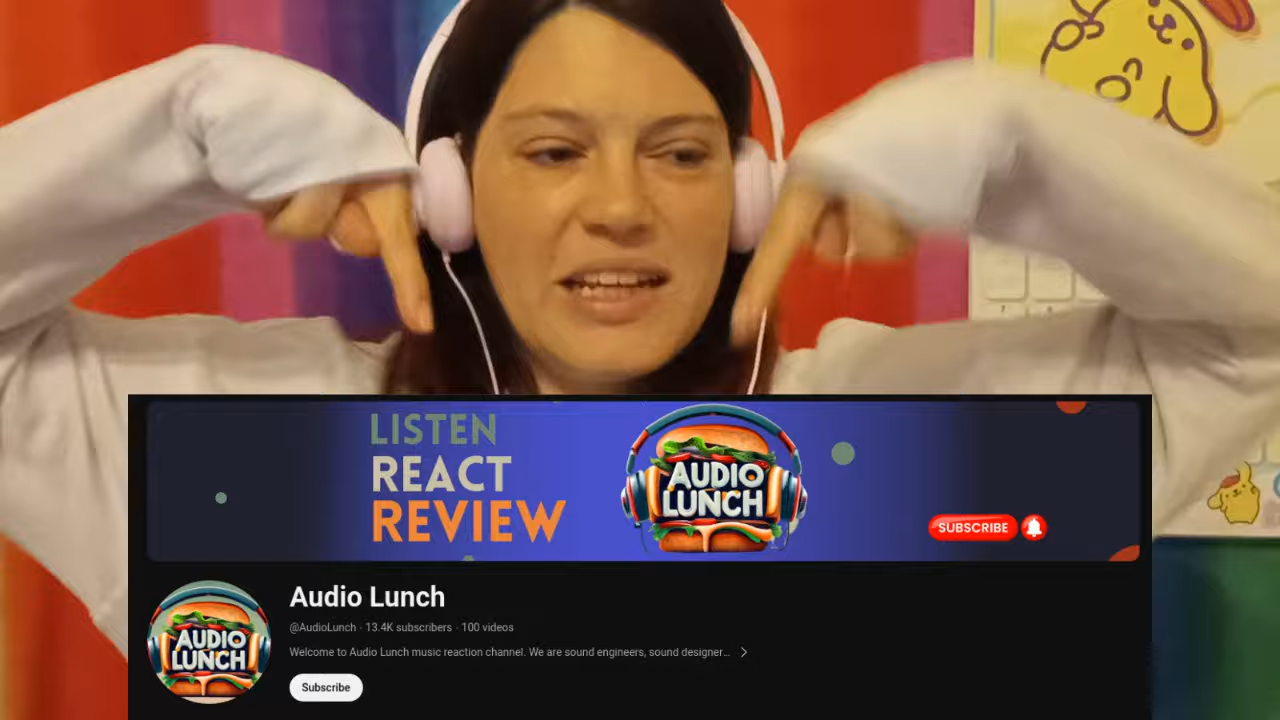 LISTEN
REACT
REVIEW
AUDIO
LUNCH
SUBSCRIBE
AUDIO
LUNCH
Audio Lunch
@AudioLunch · 13.4K subscribers · 100 videos
Welcome to Audio Lunch music reaction channel. We are sound engineers, sound designer...
Subscribe